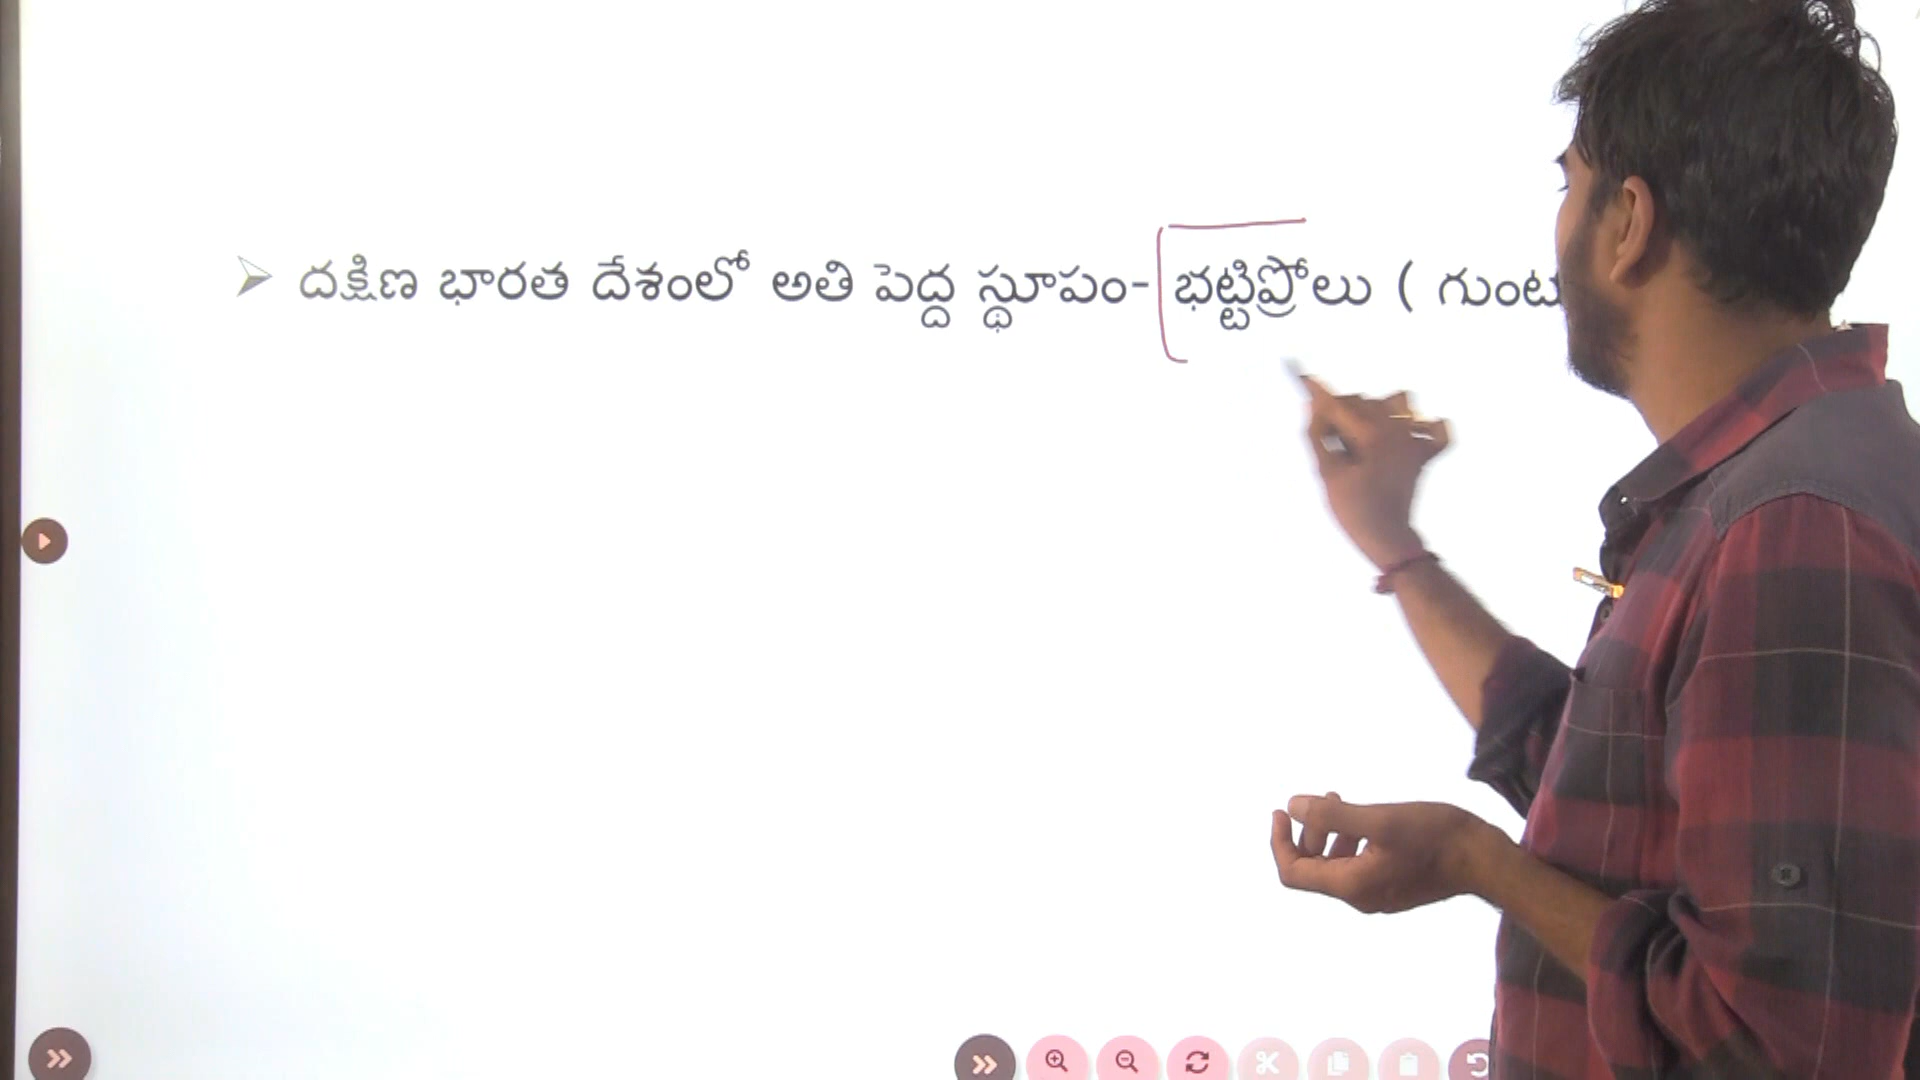 ➢ దక్షిణ భారత దేశంలో అతి పెద్ద స్థూపం- భట్టిప్రోలు (